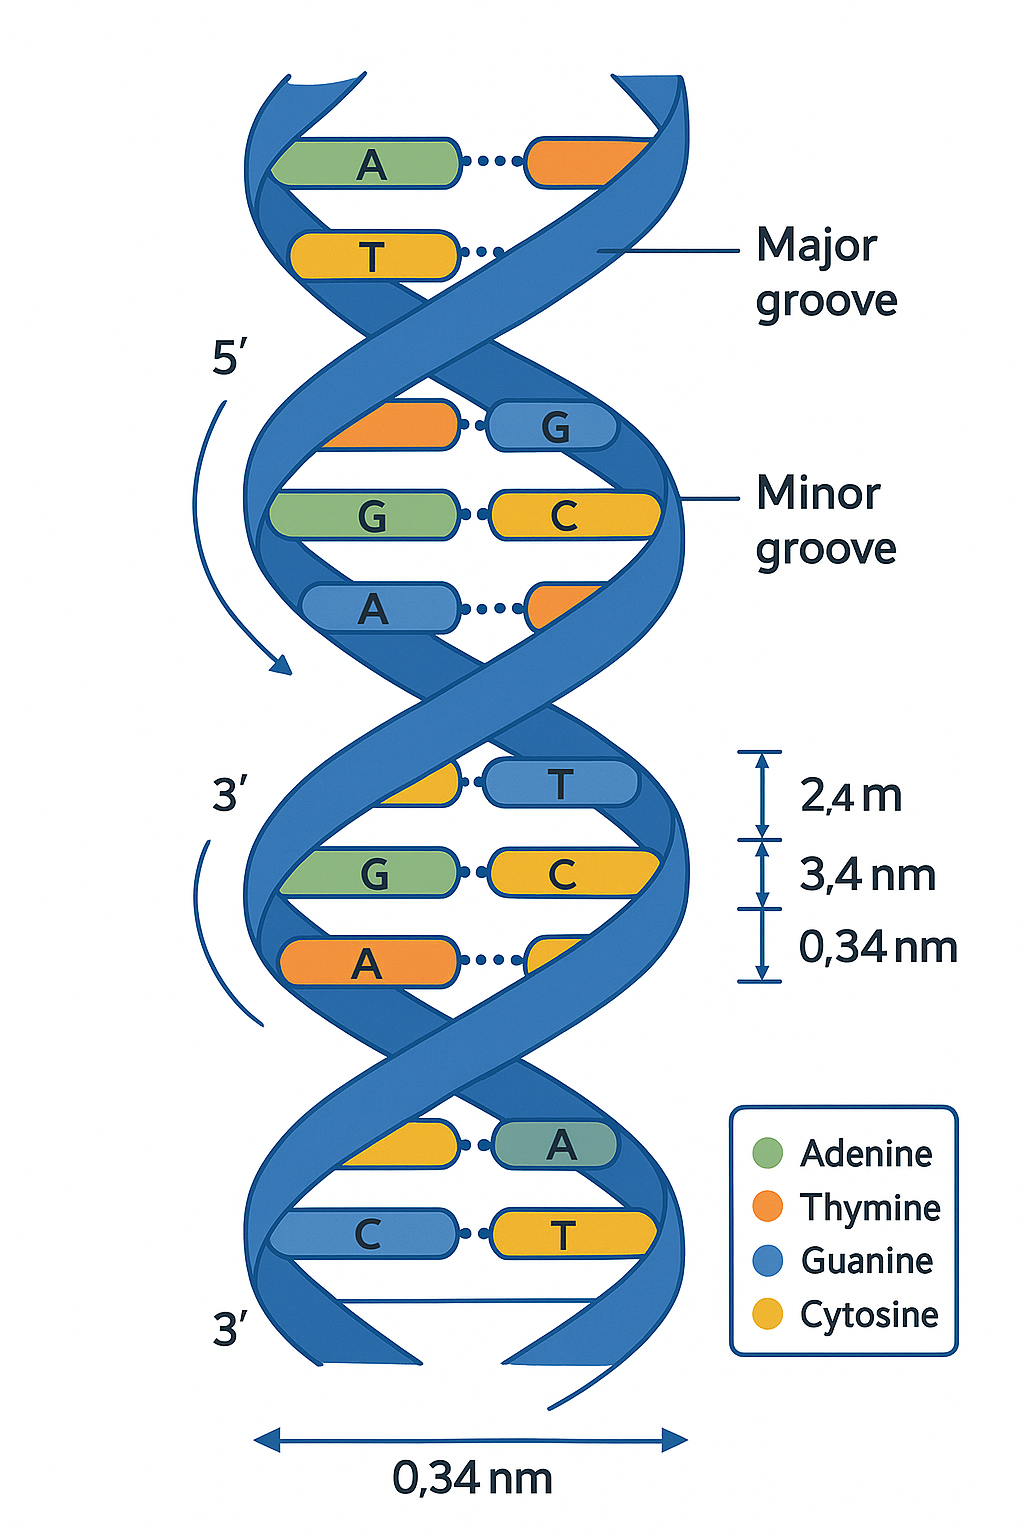 A
T
Major
groove
5′
G
Minor
groove
G C
A
3′
T
2,4 m
G C
3,4 nm
A
0,34 nm
A
Adenine
Thymine
C T
Guanine
Cytosine
3′
0,34 nm